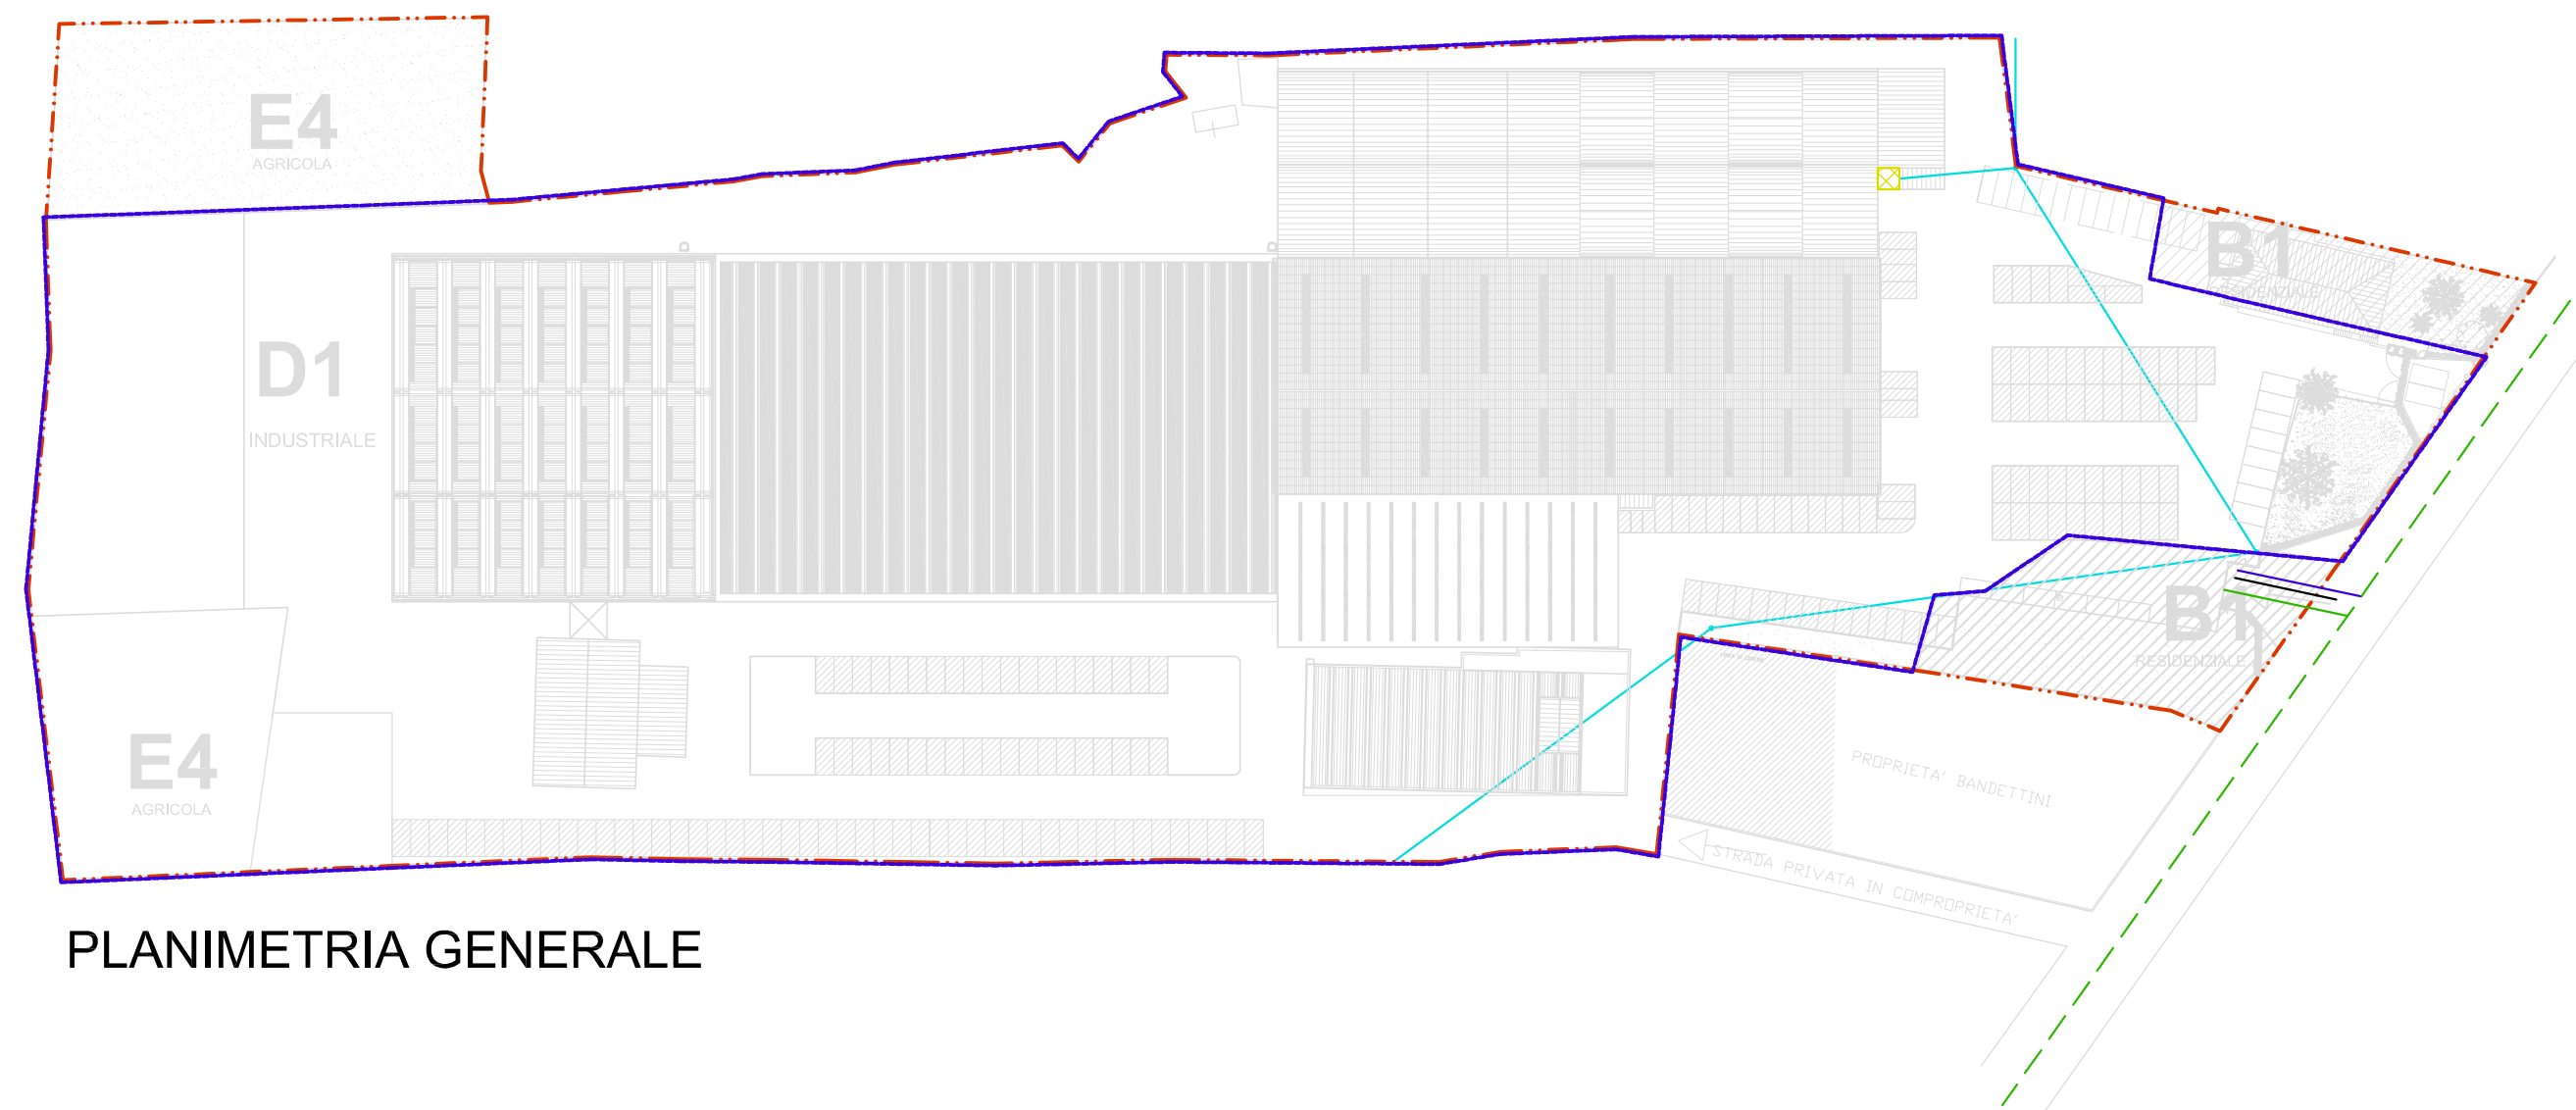 E4
AGRICOLA
B1
RESIDENZIALE
D1
INDUSTRIALE
B1
RESIDENZIALE
E4
AGRICOLA
PROPRIETA' BANDETTINI
STRADA PRIVATA IN COMPROPRIETA'
PLANIMETRIA GENERALE